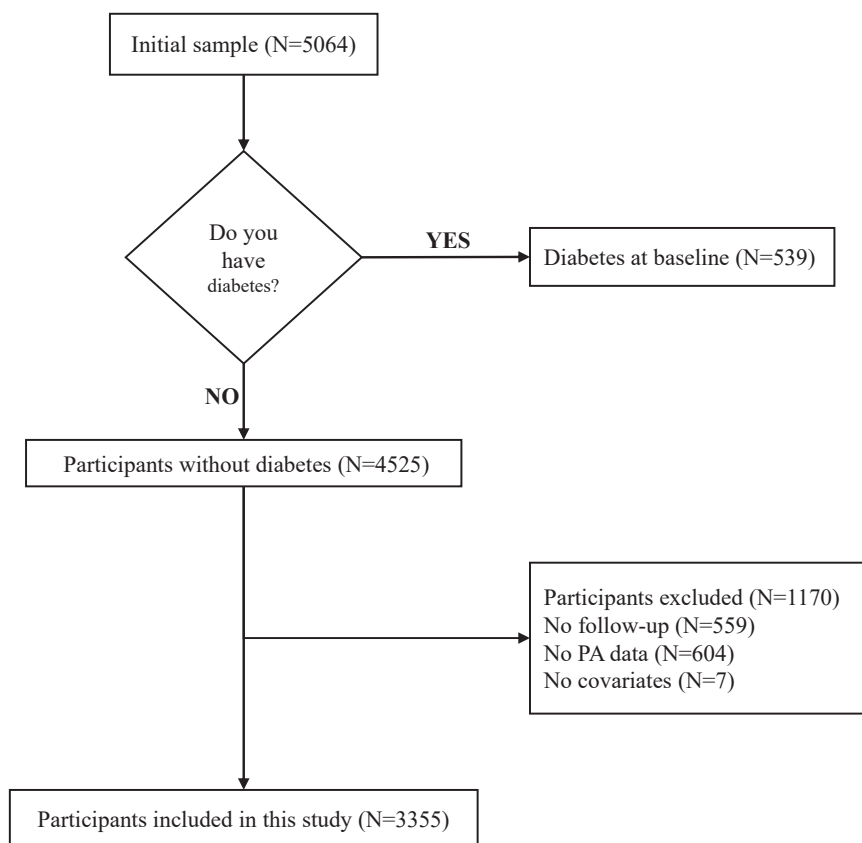 Initial sample (N=5064)
Do you
have
diabetes?
YES
Diabetes at baseline (N=539)
NO
Participants without diabetes (N=4525)
Participants excluded (N=1170)
No follow-up (N=559)
No PA data (N=604)
No covariates (N=7)
Participants included in this study (N=3355)